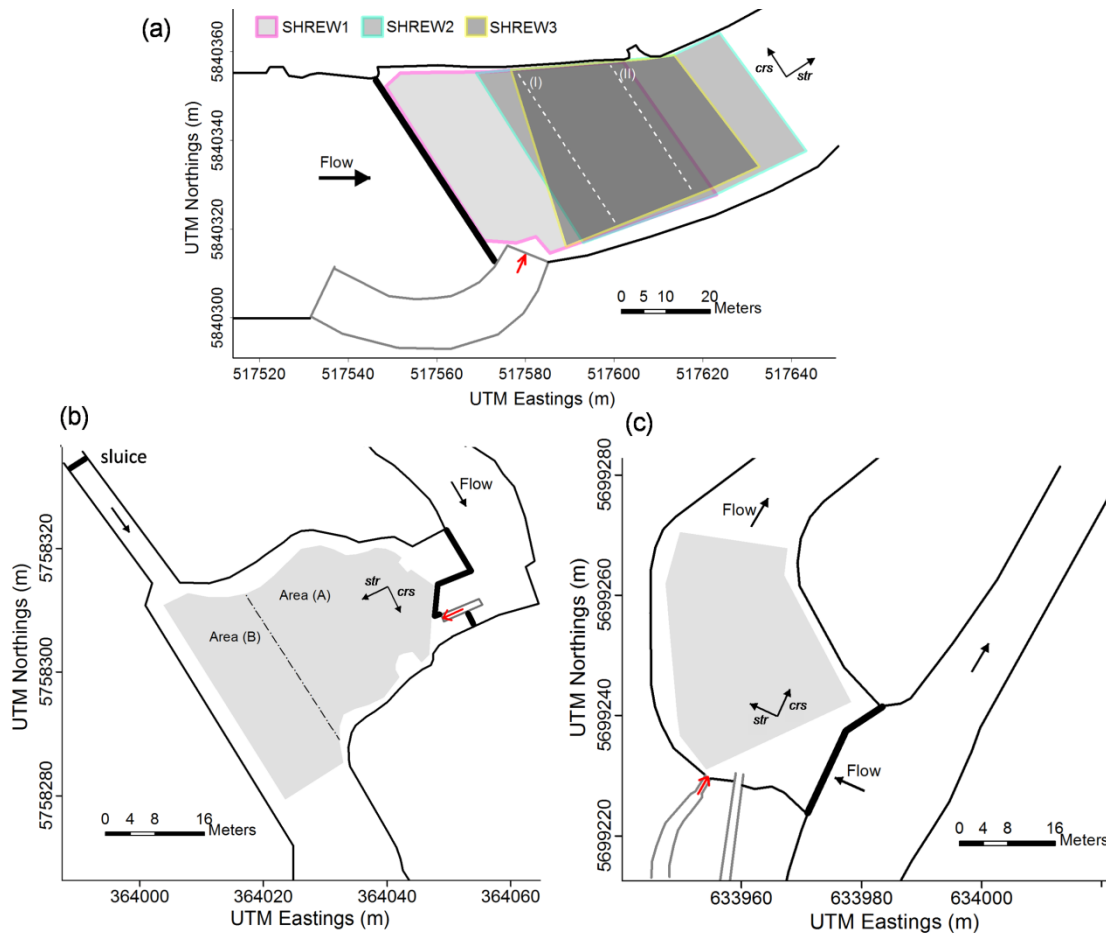 (a)
SHREW1 SHREW2 SHREW3
5840360
5840340
5840320
5840300
UTM Northings (m)
(I)
(II)
crs
str
Flow
0 5 10 20
Meters
517520 517540 517560 517580 517600 517620 517640
UTM Eastings (m)
(b)
sluice
Flow
5758320
5758300
5758280
UTM Northings (m)
Area (A)
str
crs
Area (B)
0 4 8 16
Meters
364000 364020 364040 364060
UTM Eastings (m)
(c)
5699280
5699260
5699240
5699220
UTM Northings (m)
Flow
str
crs
Flow
0 4 8 16
Meters
633960 633980 634000
UTM Eastings (m)